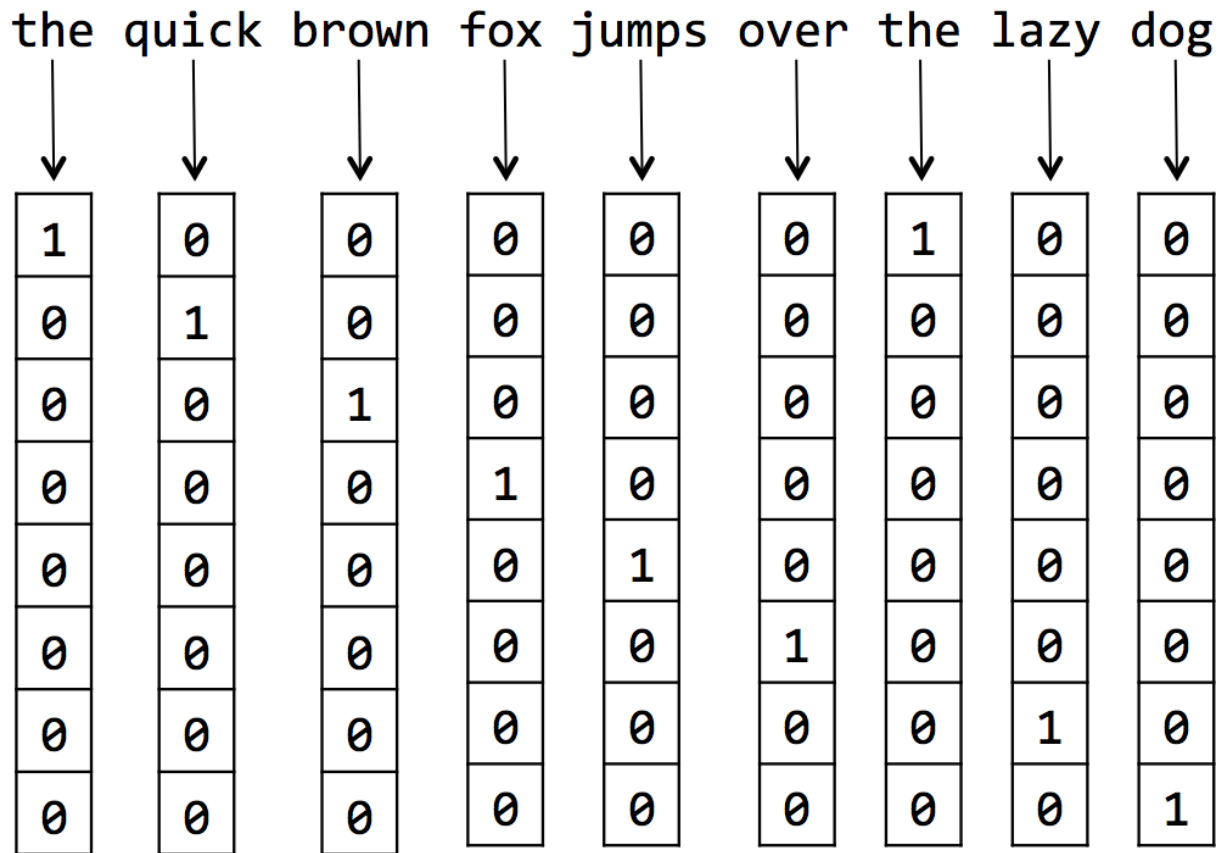 the quick brown fox jumps over the lazy dog
1 0 0 0 0 0 1 0 0
0 1 0 0 0 0 0 0 0
0 0 1 0 0 0 0 0 0
0 0 0 1 0 0 0 0 0
0 0 0 0 1 0 0 0 0
0 0 0 0 0 1 0 0 0
0 0 0 0 0 0 0 1 0
0 0 0 0 0 0 0 0 1